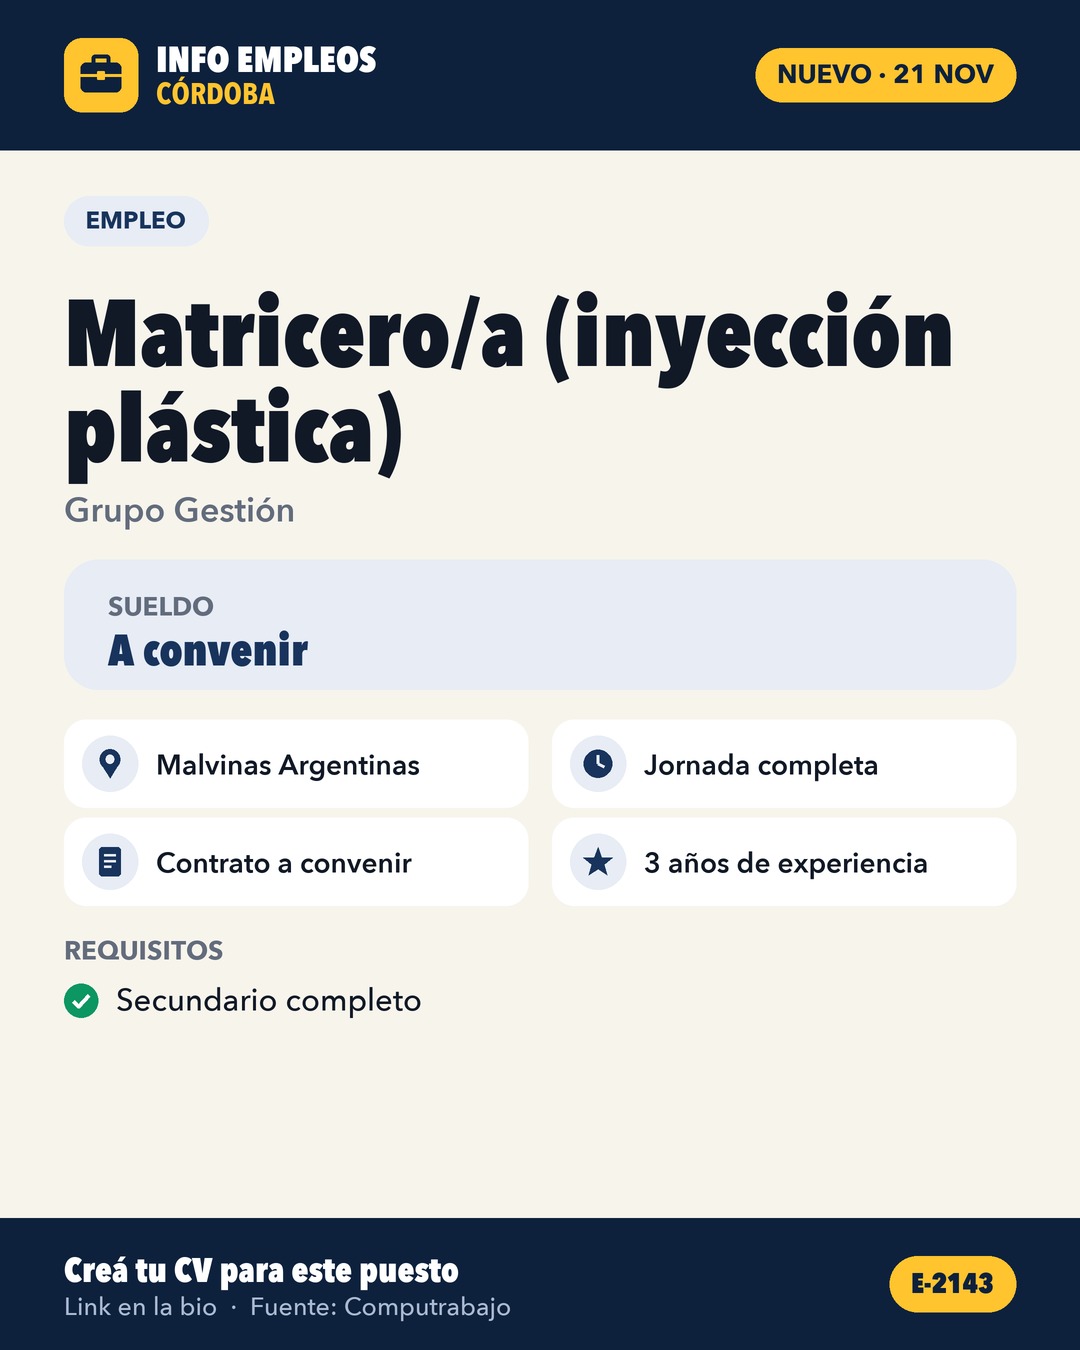 INFO EMPLEOS
CÓRDOBA
NUEVO · 21 NOV
EMPLEO
Matricero/a (inyección
plástica)
Grupo Gestión
SUELDO
A convenir
Malvinas Argentinas
Jornada completa
Contrato a convenir
3 años de experiencia
REQUISITOS
Secundario completo
Creá tu CV para este puesto
Link en la bio · Fuente: Computrabajo
E-2143